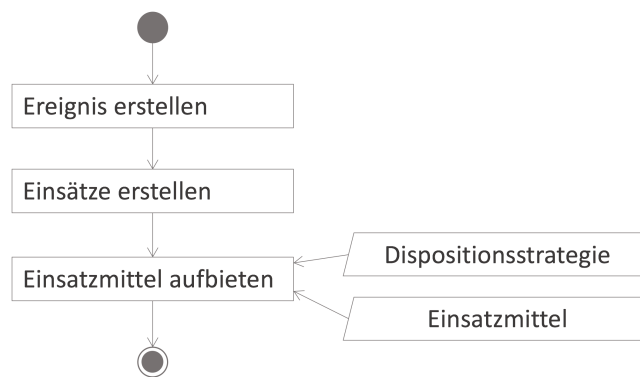 Ereignis erstellen
Einsätze erstellen
Dispositionsstrategie
Einsatzmittel aufbieten
Einsatzmittel